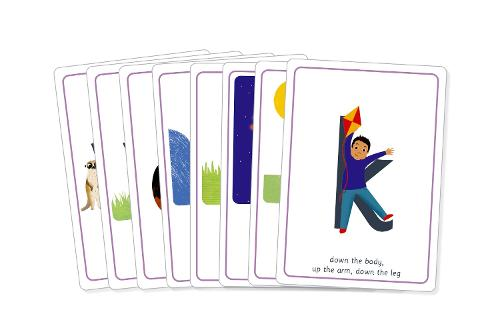 K
down the body,
up the arm, down the leg